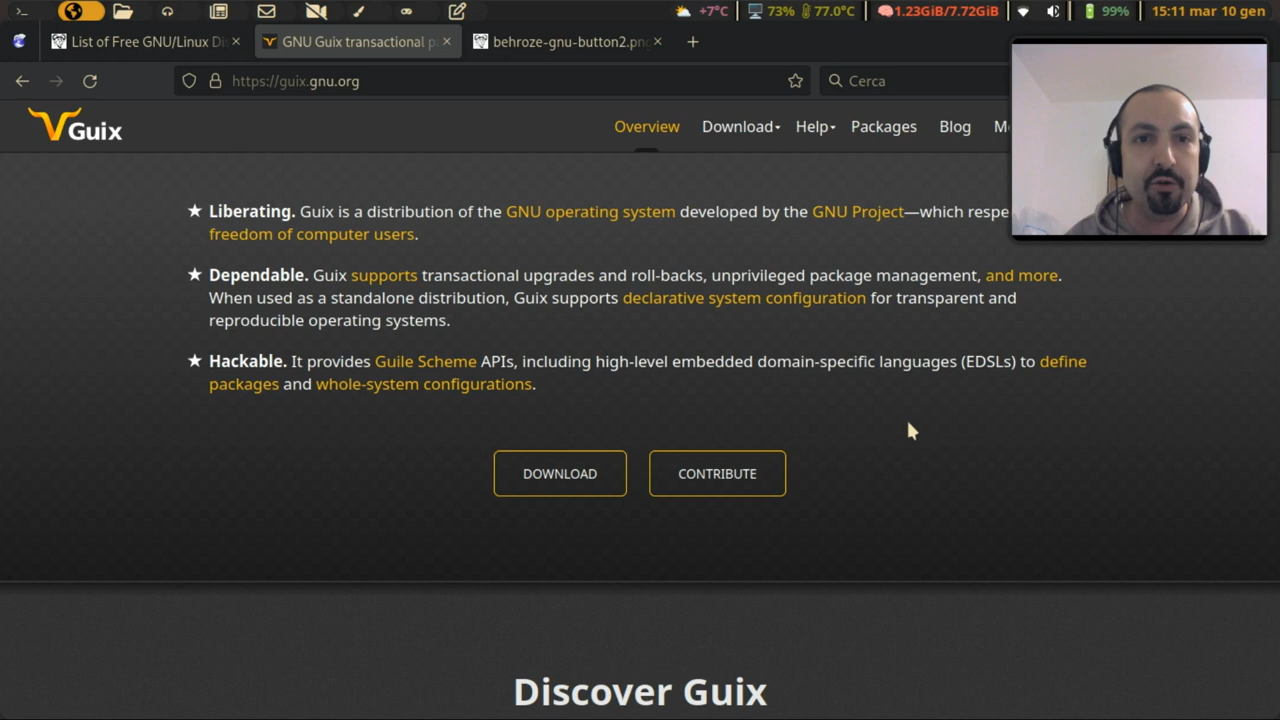 +7°C 73% 77.0°C 1.23GiB/7.72GiB 99% 15:11 mar 10 gen
List of Free GNU/Linux Di
GNU Guix transactional p
behroze-gnu-button2.pn
https://guix.gnu.org
Cerca
Guix
Overview Download Help Packages Blog M
★ Liberating. Guix is a distribution of the GNU operating system developed by the GNU Project—which respe
freedom of computer users.
★ Dependable. Guix supports transactional upgrades and roll-backs, unprivileged package management, and more.
When used as a standalone distribution, Guix supports declarative system configuration for transparent and
reproducible operating systems.
★ Hackable. It provides Guile Scheme APIs, including high-level embedded domain-specific languages (EDSLs) to define
packages and whole-system configurations.
DOWNLOAD
CONTRIBUTE
Discover Guix